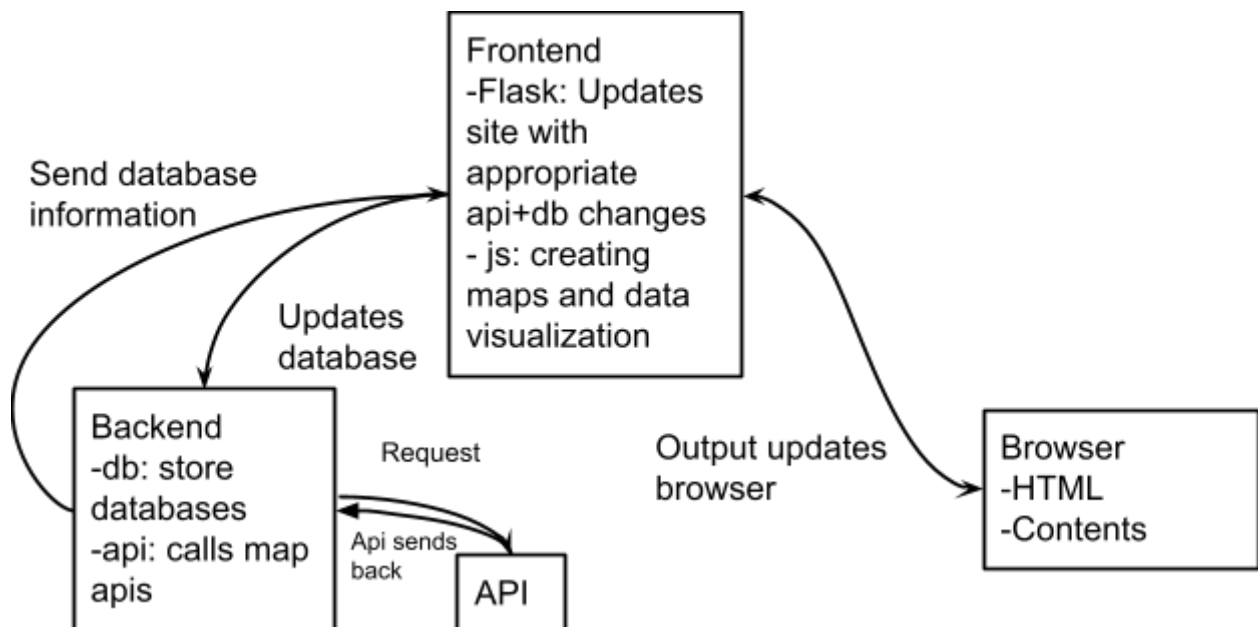 Frontend
-Flask: Updates
site with
appropriate
api+db changes
- js: creating
maps and data
visualization
Send database
information
Updates
database
Backend
-db: store
databases
-api: calls map
apis
Request
Api sends
back
API
Output updates
browser
Browser
-HTML
-Contents